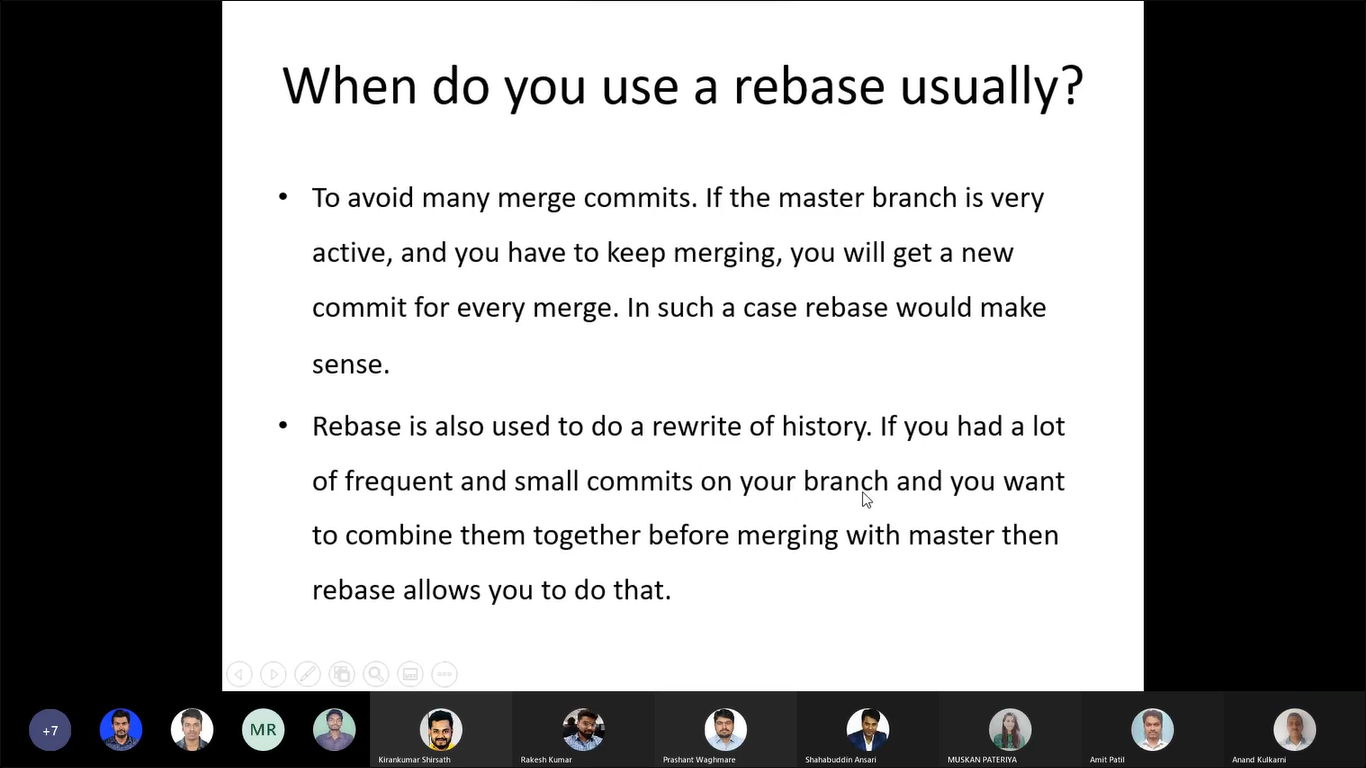 When do you use a rebase usually?
• To avoid many merge commits. If the master branch is very
active, and you have to keep merging, you will get a new
commit for every merge. In such a case rebase would make
sense.
• Rebase is also used to do a rewrite of history. If you had a lot
of frequent and small commits on your branch and you want
to combine them together before merging with master then
rebase allows you to do that.
+7
MR
Kirankumar Shirsath
Rakesh Kumar
Prashant Waghmare
Shahabuddin Ansari
MUSKAN PATERIYA
Amit Patil
Anand Kulkarni